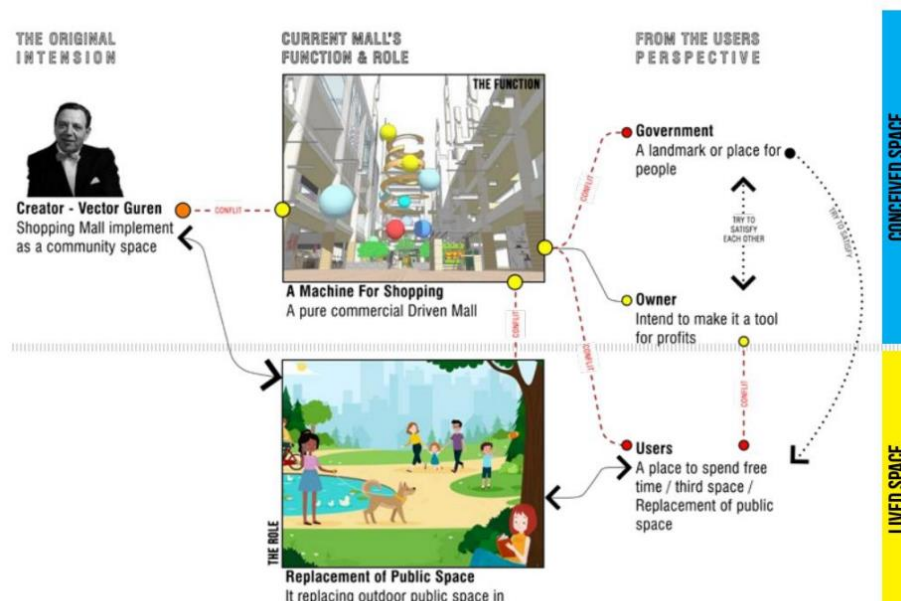 THE ORIGINAL
INTENSION
CURRENT MALL'S
FUNCTION & ROLE
FROM THE USERS
PERSPECTIVE
THE FUNCTION
Creator - Vector Guren
Shopping Mall implement
as a community space
CONFLIT
A Machine For Shopping
A pure commercial Driven Mall
CONFLIT
CONFLIT
CONFLIT
Government
A landmark or place for
people
TRY TO
SATISFY
EACH OTHER
TRY TO SATISFY
Owner
Intend to make it a tool
for profits
CONFLIT
Users
A place to spend free
time / third space /
Replacement of public
space
THE ROLE
Replacement of Public Space
It replacing outdoor public space in
CONCEIVED SPACE
LIVED SPACE